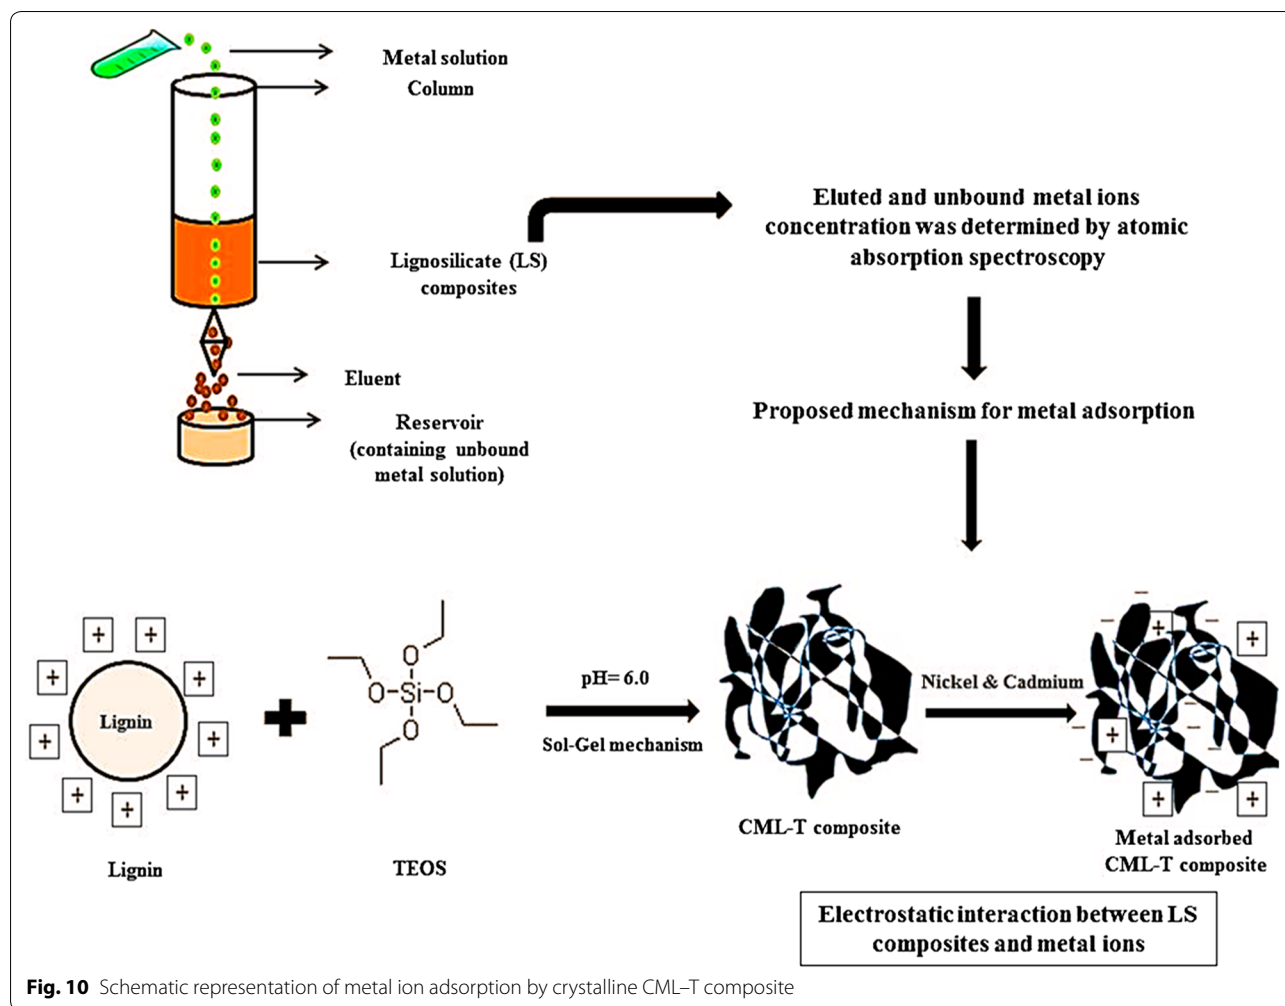 Metal solution
Column
Lignosilicate (LS)
composites
Eluent
Reservoir
(containing unbound
metal solution)
Eluted and unbound metal ions
concentration was determined by atomic
absorption spectroscopy
Proposed mechanism for metal adsorption
+ +
+ +
+ +
+ + +
Lignin
Lignin
O
O Si O
O
TEOS
pH= 6.0
Sol-Gel mechanism
CML-T composite
Nickel & Cadmium
–
– + – +
–
+ –
– –
+ – +
Metal adsorbed
CML-T composite
Electrostatic interaction between LS
composites and metal ions
Fig. 10 Schematic representation of metal ion adsorption by crystalline CML–T composite